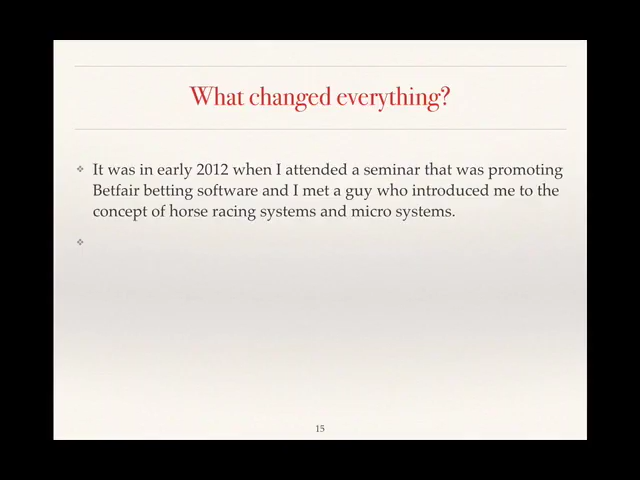 What changed everything?
It was in early 2012 when I attended a seminar that was promoting
Betfair betting software and I met a guy who introduced me to the
concept of horse racing systems and micro systems.
15